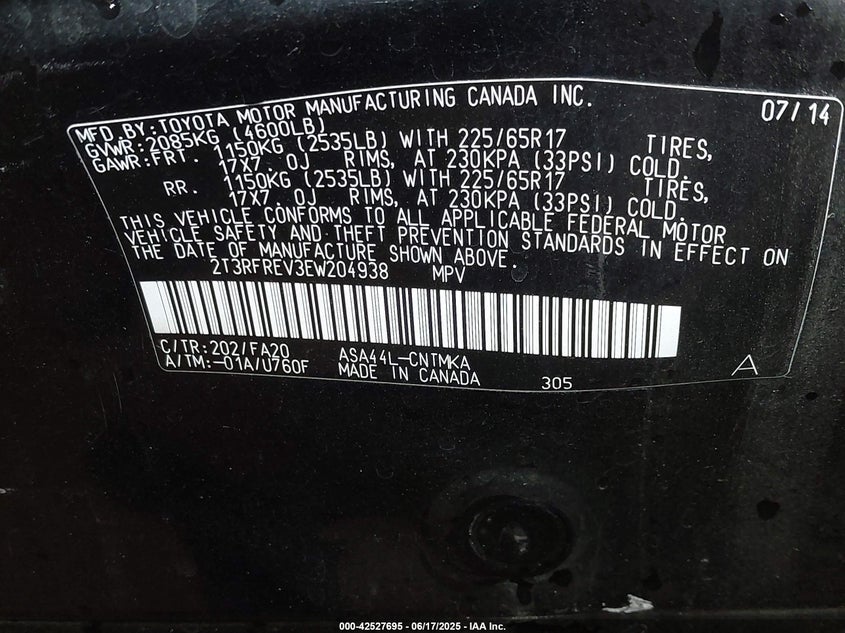 MFD.BY:TOYOTA MOTOR MANUFACTURING CANADA INC. 07/14
GVWR:2085KG (4600LB)
GAWR:FRT. 1150KG (2535LB) WITH 225/65R17 TIRES,
17X7.0J RIMS, AT 230KPA (33PSI) COLD.
RR. 1150KG (2535LB) WITH 225/65R17 TIRES,
17X7.0J RIMS, AT 230KPA (33PSI) COLD.
THIS VEHICLE CONFORMS TO ALL APPLICABLE FEDERAL MOTOR
VEHICLE SAFETY AND THEFT PREVENTION STANDARDS IN EFFECT ON
THE DATE OF MANUFACTURE SHOWN ABOVE.
2T3RFREV3EW204938 MPV
C/TR:202/FA20 ASA44L-CNTMKA
A/TM:-01A/U760F MADE IN CANADA 305 A
000-42527695 - 06/17/2025 - IAA Inc.